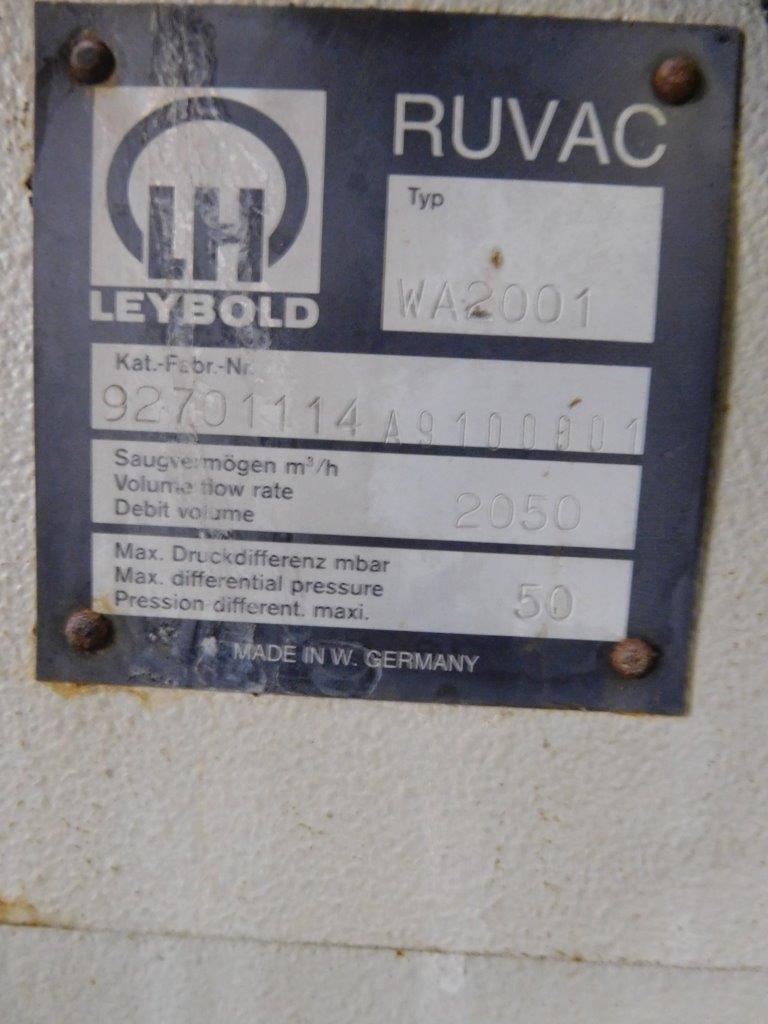 LH
LEYBOLD
RUVAC
Typ
WA2001
Kat.-Fabr.-Nr.
92701114 A9100801
Saugvermögen m³/h
Volume flow rate
Debit volume
2050
Max. Druckdifferenz mbar
Max. differential pressure
Pression different. maxi.
50
MADE IN W. GERMANY